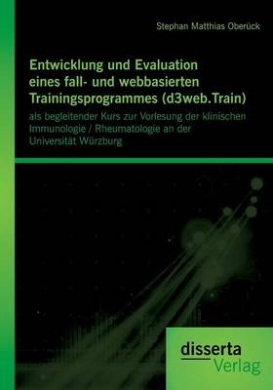 Stephan Matthias Oberück
Entwicklung und Evaluation
eines fall- und webbasierten
Trainingsprogrammes (d3web.Train)
als begleitender Kurs zur Vorlesung der klinischen
Immunologie / Rheumatologie an der
Universität Würzburg
disserta
Verlag